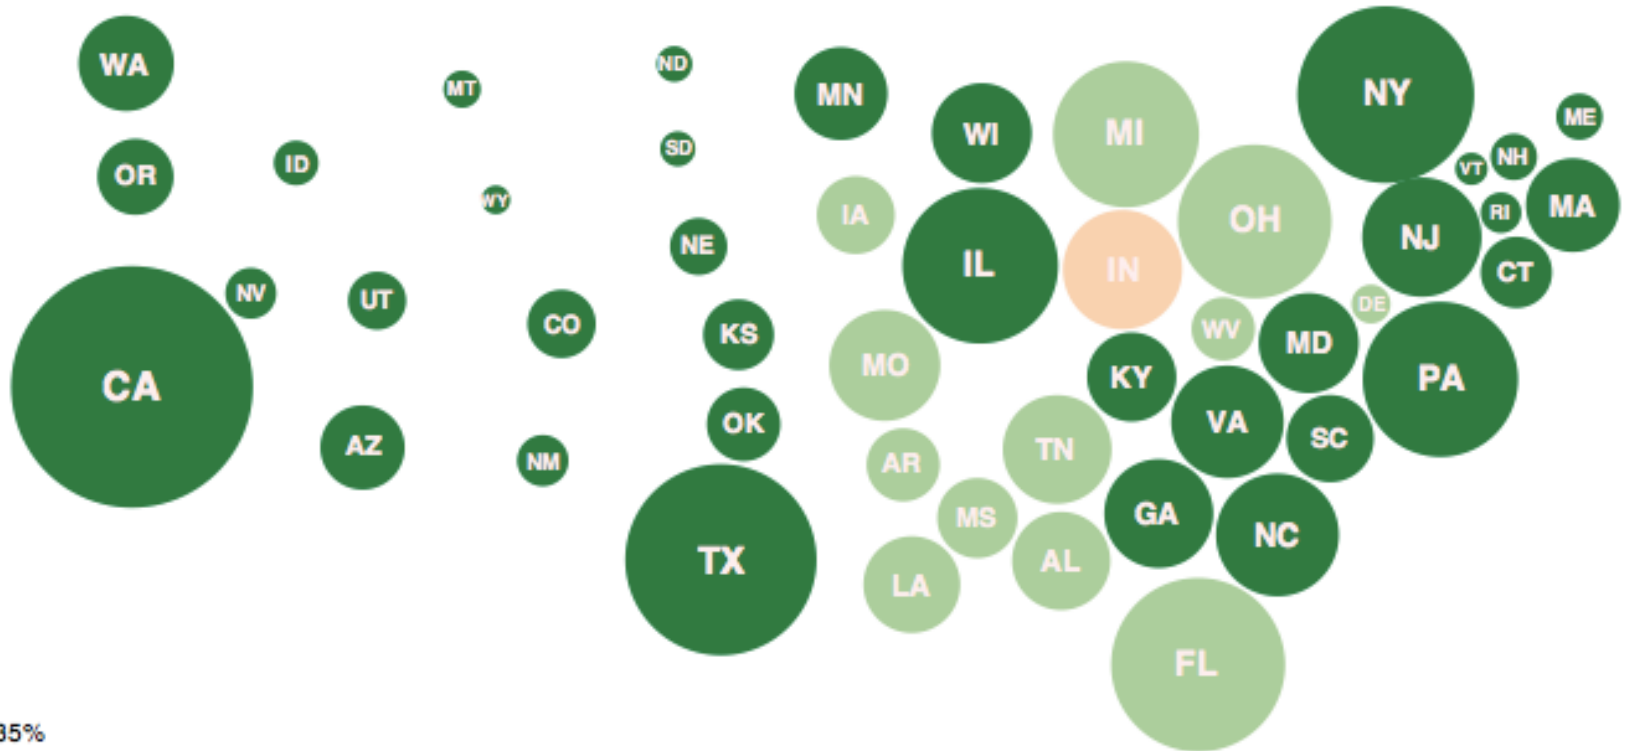 WA
MT
ND
MN
WI
MI
NY
ME
OR
ID
WY
SD
IA
OH
VT
NH
RI
MA
NE
IL
IN
NJ
CT
CA
NV
UT
CO
KS
MO
KY
WV
DE
MD
PA
AZ
NM
OK
AR
TN
VA
SC
TX
MS
LA
AL
GA
NC
FL
35%